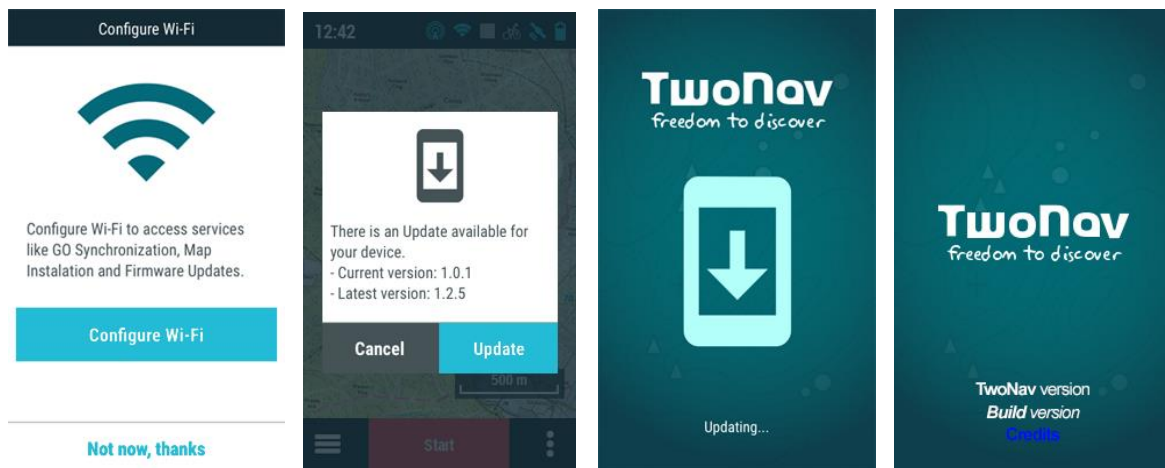 Configure Wi-Fi
Configure Wi-Fi to access services
like GO Synchronization, Map
Instalation and Firmware Updates.
Configure Wi-Fi
Not now, thanks
12:42
There is an Update available for
your device.
- Current version: 1.0.1
- Latest version: 1.2.5
Cancel
Update
500 m
Start
TwoNav
freedom to discover
Updating...
TwoNav
freedom to discover
TwoNav version
Build version
Credits